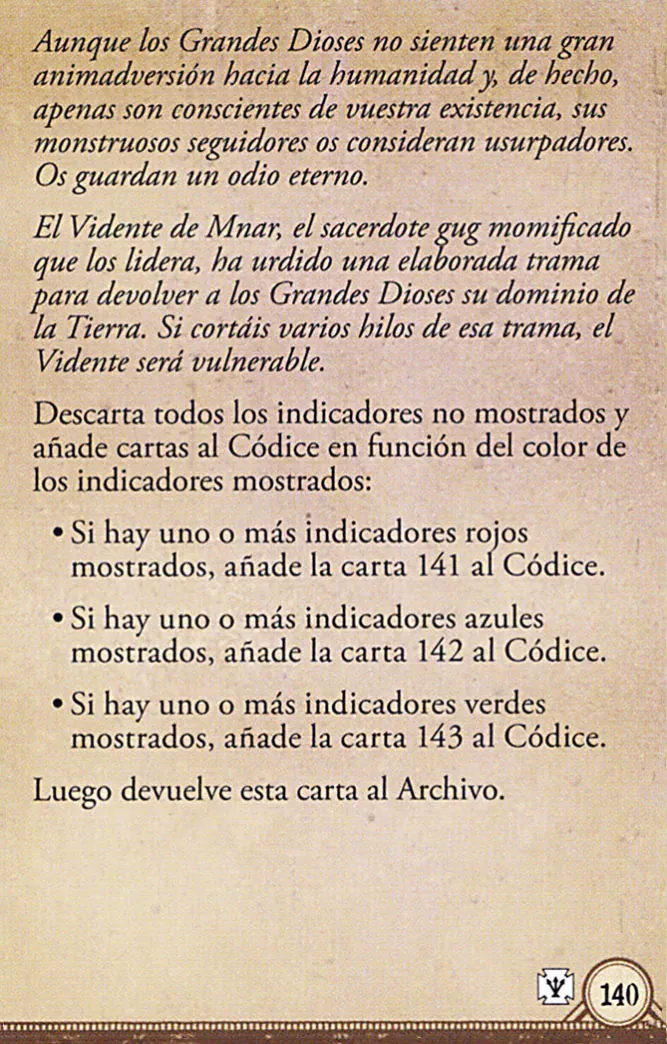 Aunque los Grandes Dioses no sienten una gran
animadversión hacia la humanidad y, de hecho,
apenas son conscientes de vuestra existencia, sus
monstruosos seguidores os consideran usurpadores.
Os guardan un odio eterno.
El Vidente de Mnar, el sacerdote gug momificado
que los lidera, ha urdido una elaborada trama
para devolver a los Grandes Dioses su dominio de
la Tierra. Si cortáis varios hilos de esa trama, el
Vidente será vulnerable.
Descarta todos los indicadores no mostrados y
añade cartas al Códice en función del color de
los indicadores mostrados:
• Si hay uno o más indicadores rojos
mostrados, añade la carta 141 al Códice.
• Si hay uno o más indicadores azules
mostrados, añade la carta 142 al Códice.
• Si hay uno o más indicadores verdes
mostrados, añade la carta 143 al Códice.
Luego devuelve esta carta al Archivo.
140